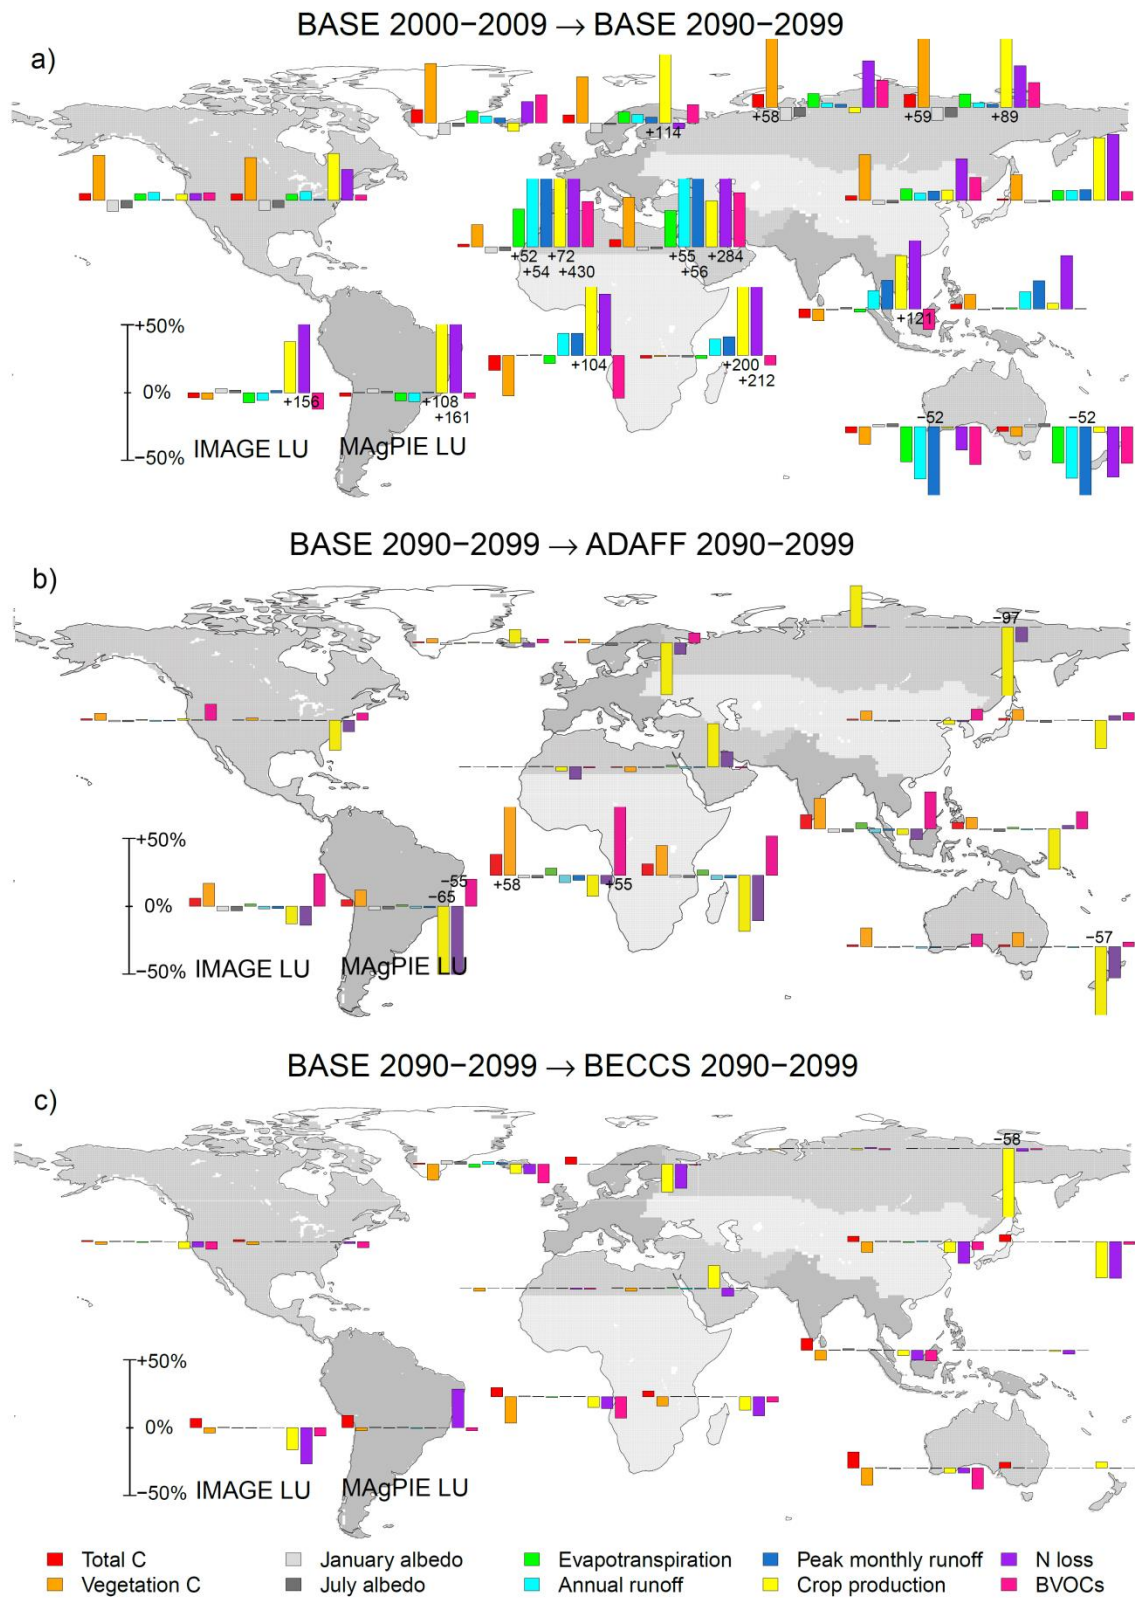 BASE 2000−2009 → BASE 2090−2099
a)
+58
+59
+89
+114
+52
+72
+55
+284
+54
+430
+56
+121
+50%
0%
−50%
+104
+200
+212
+156
+108
+161
−52
−52
IMAGE LU
MAgPIE LU
BASE 2090−2099 → ADAFF 2090−2099
b)
−97
+50%
0%
−50%
−55
−65
+58
+55
−57
IMAGE LU
MAgPIE LU
BASE 2090−2099 → BECCS 2090−2099
c)
−58
+50%
0%
−50%
IMAGE LU
MAgPIE LU
Total C
January albedo
Evapotranspiration
Peak monthly runoff
N loss
Vegetation C
July albedo
Annual runoff
Crop production
BVOCs